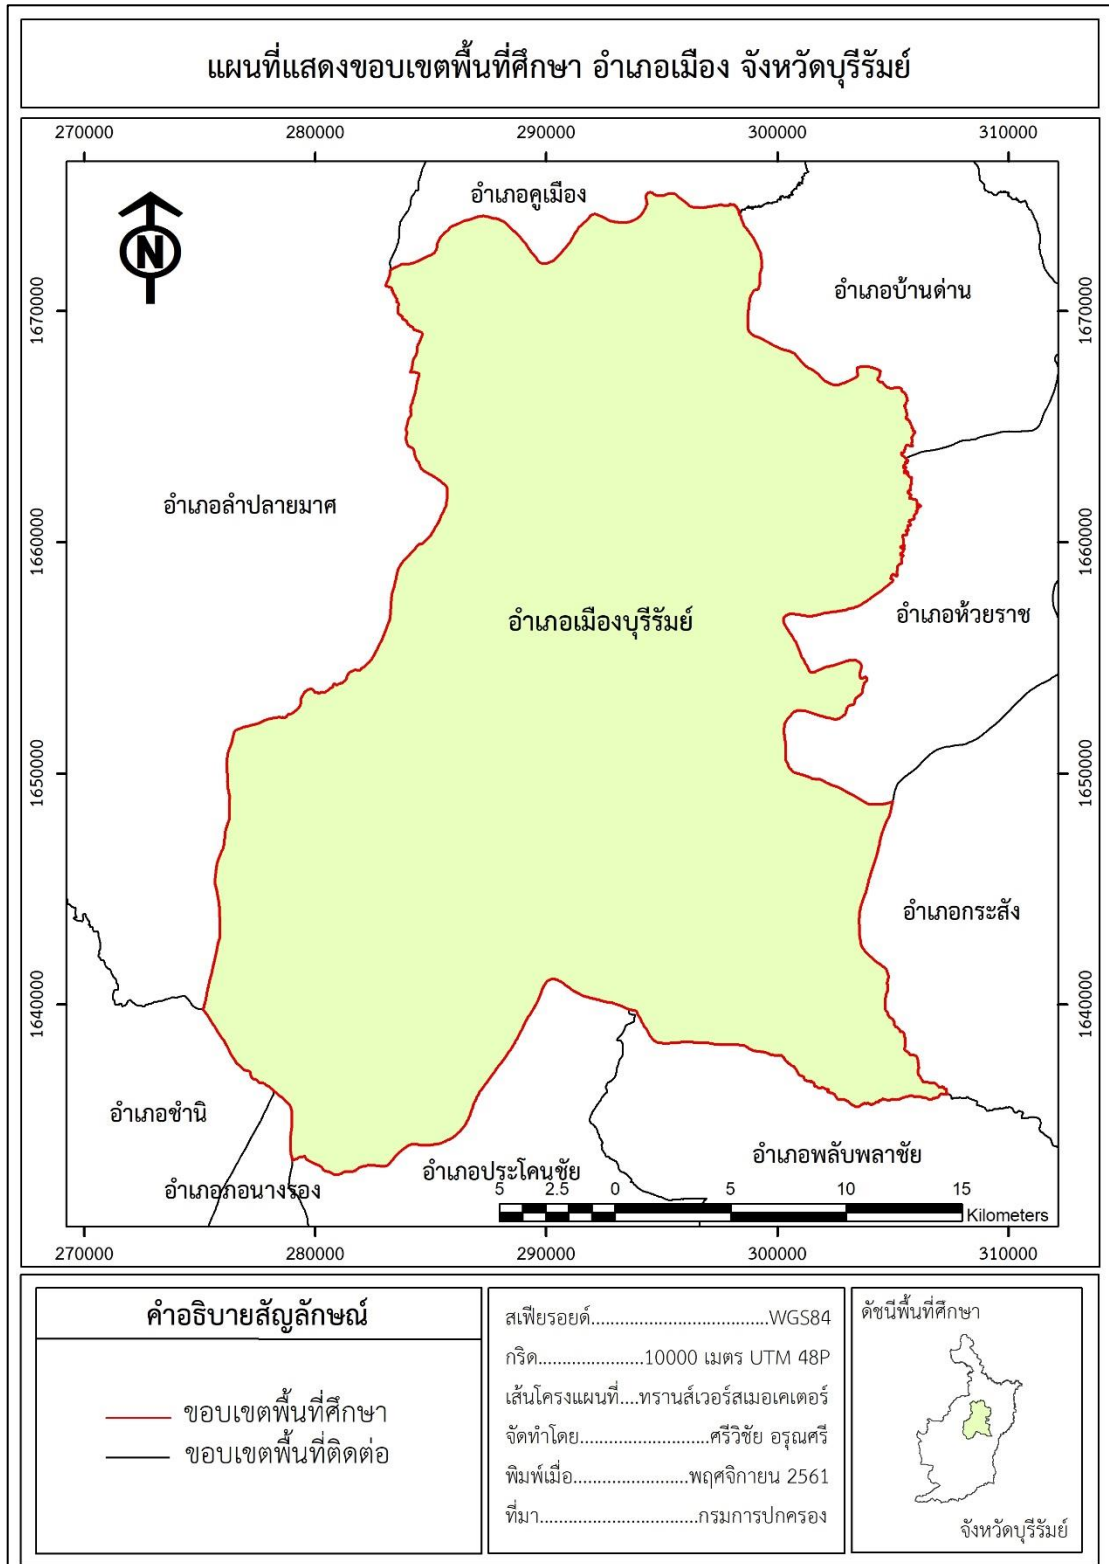 แผนที่แสดงขอบเขตพื้นที่ศึกษา อำเภอเมือง จังหวัดบุรีรัมย์
270000 280000 290000 300000 310000
อำเภอคูเมือง
N
อำเภอบ้านด่าน
1670000 1670000
อำเภอลำปลายมาศ
1660000 1660000
อำเภอเมืองบุรีรัมย์
อำเภอห้วยราช
1650000 1650000
อำเภอกระสัง
1640000 1640000
อำเภอชำนิ
อำเภอพลับพลาชัย
อำเภอประโคนชัย
อำเภอภอนางรอง
5 2.5 0 5 10 15
Kilometers
270000 280000 290000 300000 310000
คำอธิบายสัญลักษณ์
ขอบเขตพื้นที่ศึกษา
ขอบเขตพื้นที่ติดต่อ
สเฟียรอยด์.....................................WGS84
กริด......................10000 เมตร UTM 48P
เส้นโครงแผนที่....ทรานส์เวอร์สเมอเคเตอร์
จัดทำโดย...........................ศรีวิชัย อรุณศรี
พิมพ์เมื่อ........................พฤศจิกายน 2561
ที่มา.................................กรมการปกครอง
ดัชนีพื้นที่ศึกษา
จังหวัดบุรีรัมย์